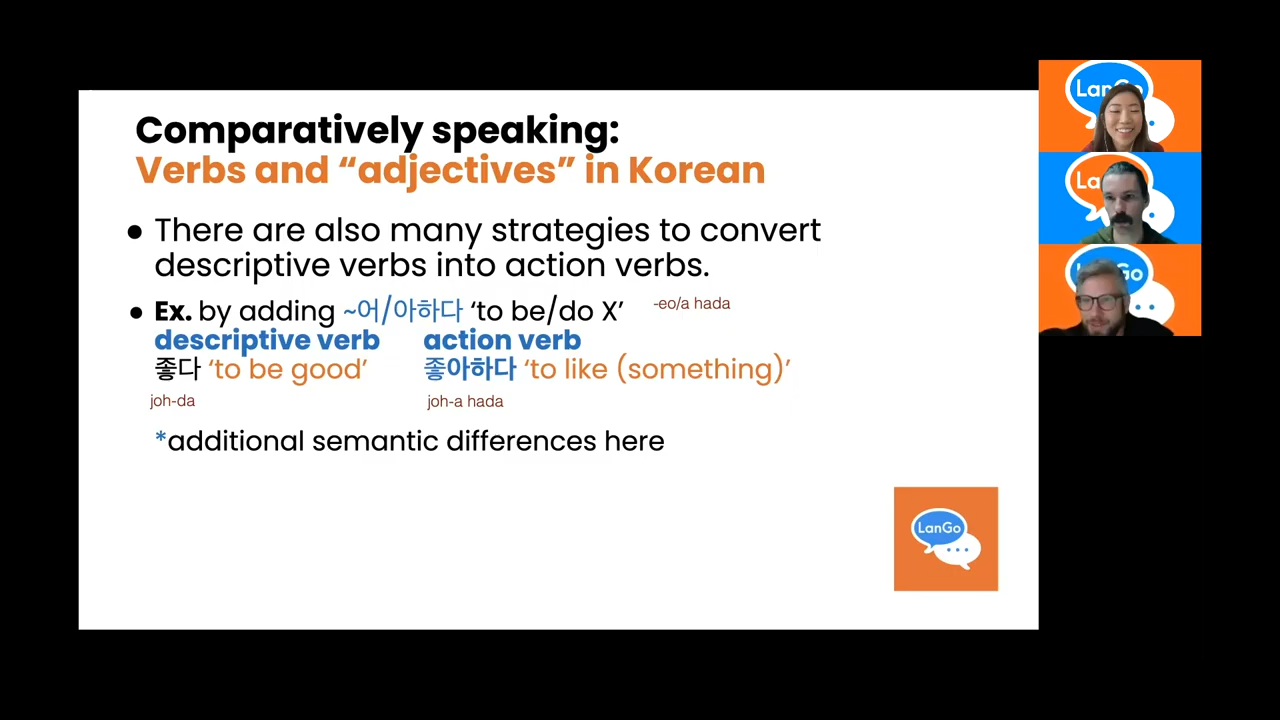 Comparatively speaking:
Verbs and “adjectives” in Korean
● There are also many strategies to convert
descriptive verbs into action verbs.
● Ex. by adding ~어/아하다 ‘to be/do X’ -eo/a hada
descriptive verb action verb
좋다 ‘to be good’ 좋아하다 ‘to like (something)’
joh-da joh-a hada
*additional semantic differences here
LanGo
LanGo
LanGo